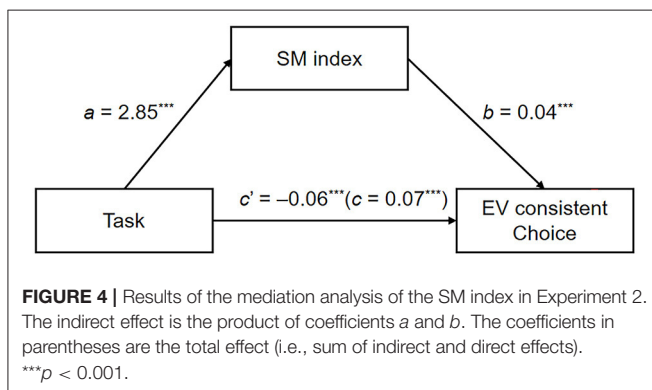 SM index
a = 2.85***
b = 0.04***
Task
c' = –0.06***(c = 0.07***)
EV consistent
Choice
FIGURE 4 | Results of the mediation analysis of the SM index in Experiment 2.
The indirect effect is the product of coefficients a and b. The coefficients in
parentheses are the total effect (i.e., sum of indirect and direct effects).
***p < 0.001.